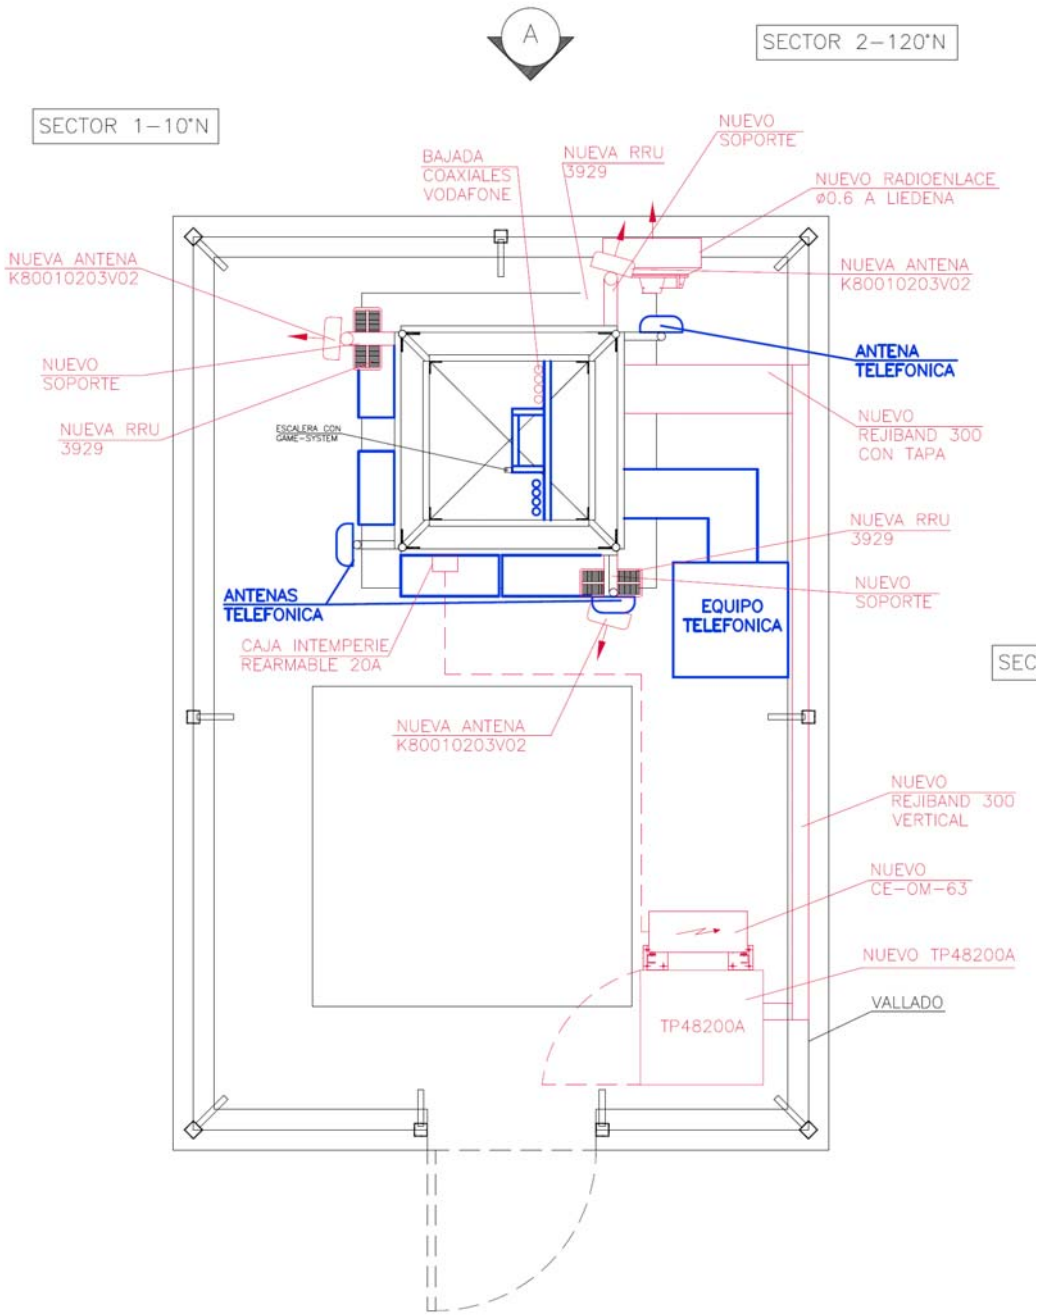 A
SECTOR 2-120°N
SECTOR 1-10°N
NUEVO
SOPORTE
BAJADA
COAXIALES
VODAFONE
NUEVA RRU
3929
NUEVO RADIOENLACE
ø0.6 A LIEDENA
NUEVA ANTENA
K80010203V02
NUEVA ANTENA
K80010203V02
ANTENA
TELEFONICA
NUEVO
SOPORTE
NUEVO
REJIBAND 300
CON TAPA
NUEVA RRU
3929
ESCALERA CON
GAME-SYSTEM
NUEVA RRU
3929
NUEVO
SOPORTE
ANTENAS
TELEFONICA
EQUIPO
TELEFONICA
CAJA INTEMPERIE
REARMABLE 20A
SEC
NUEVA ANTENA
K80010203V02
NUEVO
REJIBAND 300
VERTICAL
NUEVO
CE-OM-63
NUEVO TP48200A
VALLADO
TP48200A